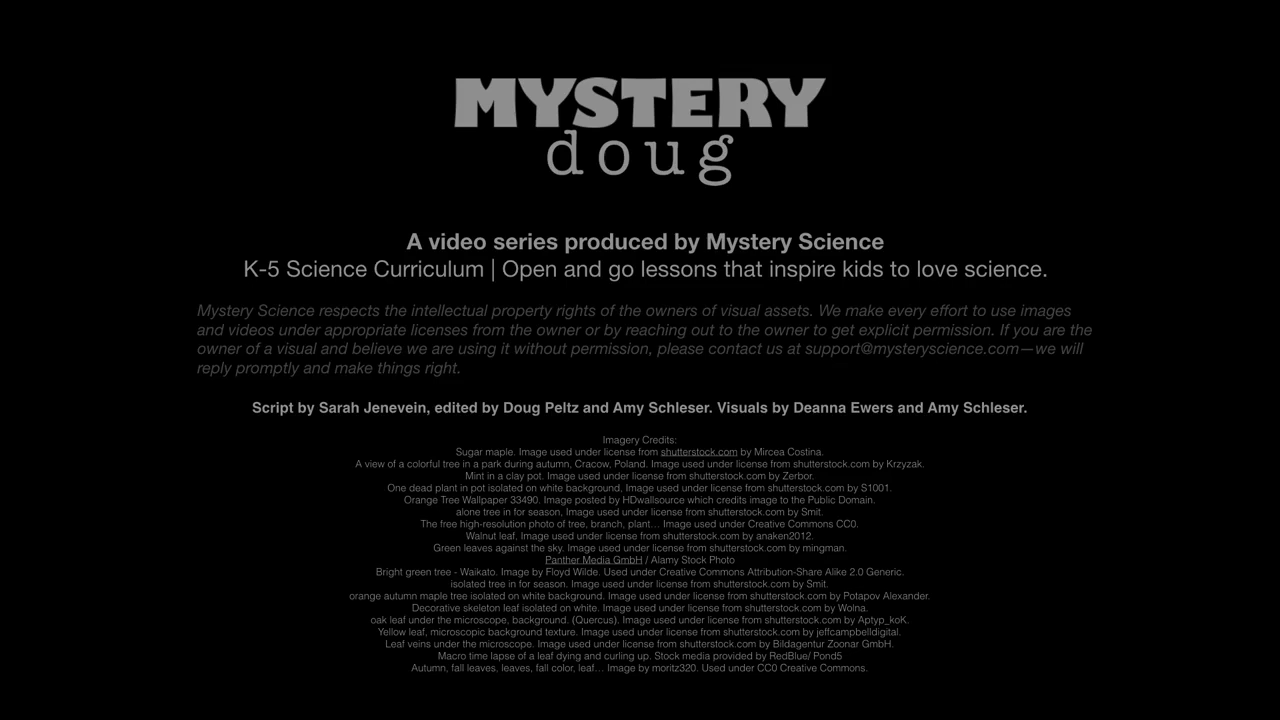 MYSTERY
doug
A video series produced by Mystery Science
K-5 Science Curriculum | Open and go lessons that inspire kids to love science.
Mystery Science respects the intellectual property rights of the owners of visual assets. We make every effort to use images
and videos under appropriate licenses from the owner or by reaching out to the owner to get explicit permission. If you are the
owner of a visual and believe we are using it without permission, please contact us at support@mysteryscience.com—we will
reply promptly and make things right.
Script by Sarah Jenevein, edited by Doug Peltz and Amy Schleser. Visuals by Deanna Ewers and Amy Schleser.
Imagery Credits:
Sugar maple. Image used under license from shutterstock.com by Mircea Costina.
A view of a colorful tree in a park during autumn, Cracow, Poland. Image used under license from shutterstock.com by Krzyzak.
Mint in a clay pot. Image used under license from shutterstock.com by Zerbor.
One dead plant in pot isolated on white background, Image used under license from shutterstock.com by S1001.
Orange Tree Wallpaper 33490. Image posted by HDwallsource which credits image to the Public Domain.
alone tree in for season, Image used under license from shutterstock.com by Smit.
The free high-resolution photo of tree, branch, plant… Image used under Creative Commons CC0.
Walnut leaf. Image used under license from shutterstock.com by anaken2012.
Green leaves against the sky. Image used under license from shutterstock.com by mingman.
Panther Media GmbH / Alamy Stock Photo
Bright green tree - Waikato. Image by Floyd Wilde. Used under Creative Commons Attribution-Share Alike 2.0 Generic.
isolated tree in for season. Image used under license from shutterstock.com by Smit.
orange autumn maple tree isolated on white background. Image used under license from shutterstock.com by Potapov Alexander.
Decorative skeleton leaf isolated on white. Image used under license from shutterstock.com by Wolna.
oak leaf under the microscope, background. (Quercus). Image used under license from shutterstock.com by Aptyp_koK.
Yellow leaf, microscopic background texture. Image used under license from shutterstock.com by jeffcampbelldigital.
Leaf veins under the microscope. Image used under license from shutterstock.com by Bildagentur Zoonar GmbH.
Macro time lapse of a leaf dying and curling up. Stock media provided by RedBlue/ Pond5
Autumn, fall leaves, leaves, fall color, leaf… Image by moritz320. Used under CC0 Creative Commons.